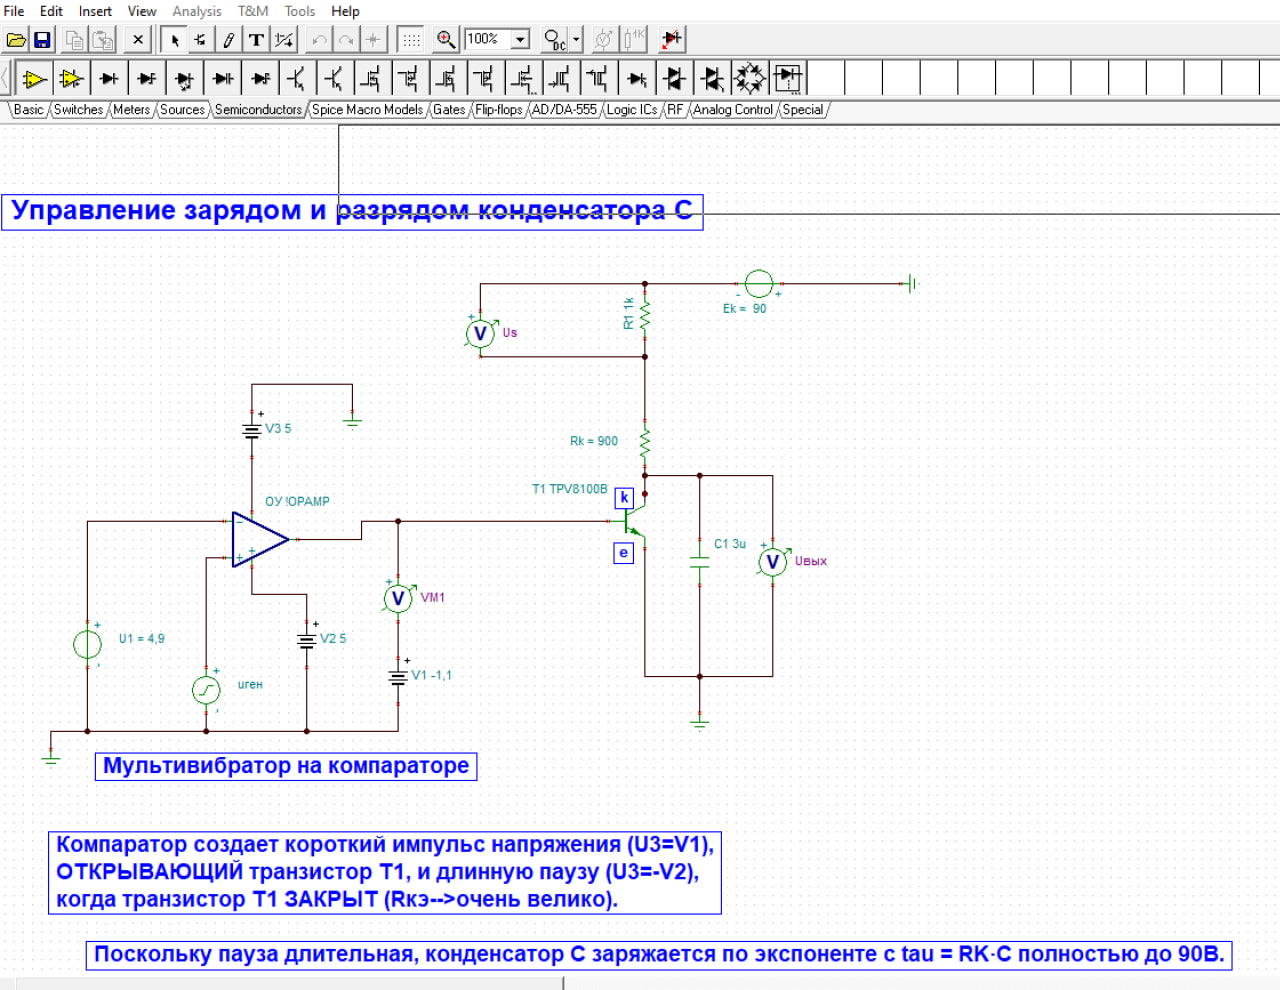 File Edit Insert View Analysis T&M Tools Help
100%
DC
1K
Basic Switches Meters Sources Semiconductors Spice Macro Models Gates Flip-flops AD/DA-555 Logic ICs RF Analog Control Special
Управление зарядом и разрядом конденсатора С
R1 1k
- +
Ek = 90
+
V Us
+
V3 5
Rk = 900
T1 TPV8100B
k
ОУ !OPAMP
e
C1 3u
+
V Uвых
+
V VM1
+
U1 = 4,9
+
V2 5
+
V1 -1,1
+
uген
Мультивибратор на компараторе
Компаратор создает короткий импульс напряжения (U3=V1),
ОТКРЫВАЮЩИЙ транзистор Т1, и длинную паузу (U3=-V2),
когда транзистор Т1 ЗАКРЫТ (Rкэ-->очень велико).
Поскольку пауза длительная, конденсатор С заряжается по экспоненте с tau = RK·C полностью до 90В.